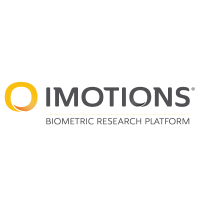 IMOTIONS®
BIOMETRIC RESEARCH PLATFORM